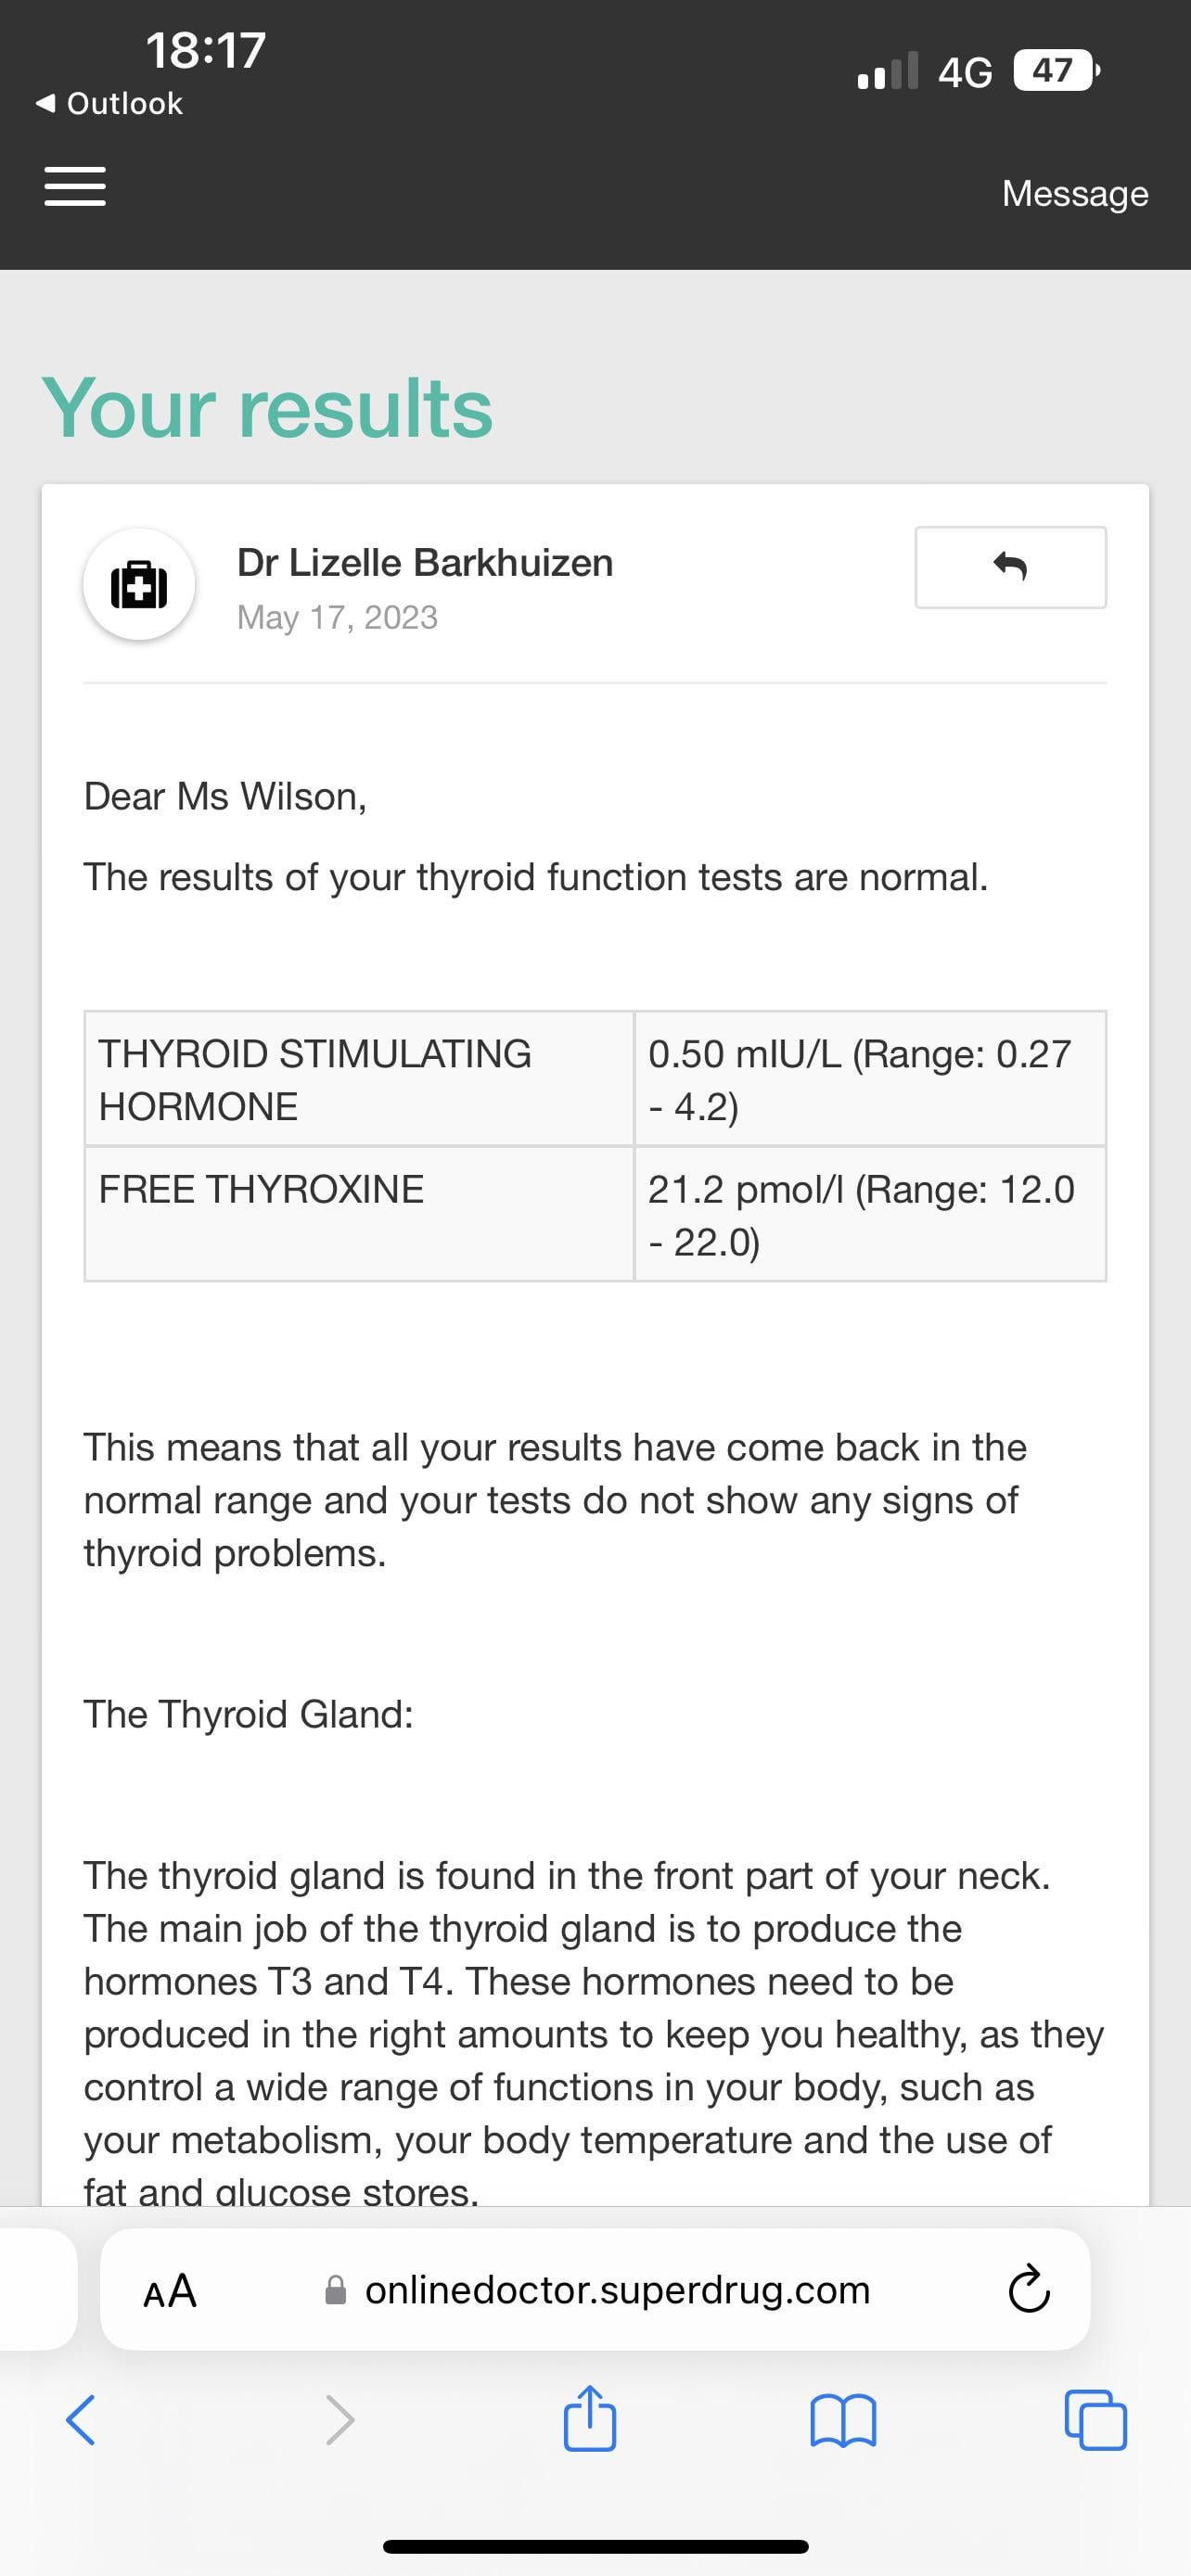 18:17
4G
47
◀ Outlook
Message
Your results
Dr Lizelle Barkhuizen
May 17, 2023
Dear Ms Wilson,
The results of your thyroid function tests are normal.
THYROID STIMULATING
HORMONE
0.50 mIU/L (Range: 0.27
- 4.2)
FREE THYROXINE
21.2 pmol/l (Range: 12.0
- 22.0)
This means that all your results have come back in the
normal range and your tests do not show any signs of
thyroid problems.
The Thyroid Gland:
The thyroid gland is found in the front part of your neck.
The main job of the thyroid gland is to produce the
hormones T3 and T4. These hormones need to be
produced in the right amounts to keep you healthy, as they
control a wide range of functions in your body, such as
your metabolism, your body temperature and the use of
fat and glucose stores.
AA
onlinedoctor.superdrug.com